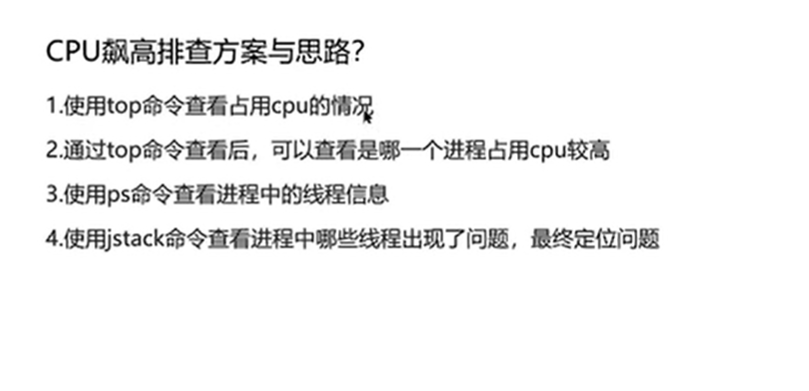 CPU飙高排查方案与思路？
1.使用top命令查看占用cpu的情况
2.通过top命令查看后，可以查看是哪一个进程占用cpu较高
3.使用ps命令查看进程中的线程信息
4.使用jstack命令查看进程中哪些线程出现了问题，最终定位问题